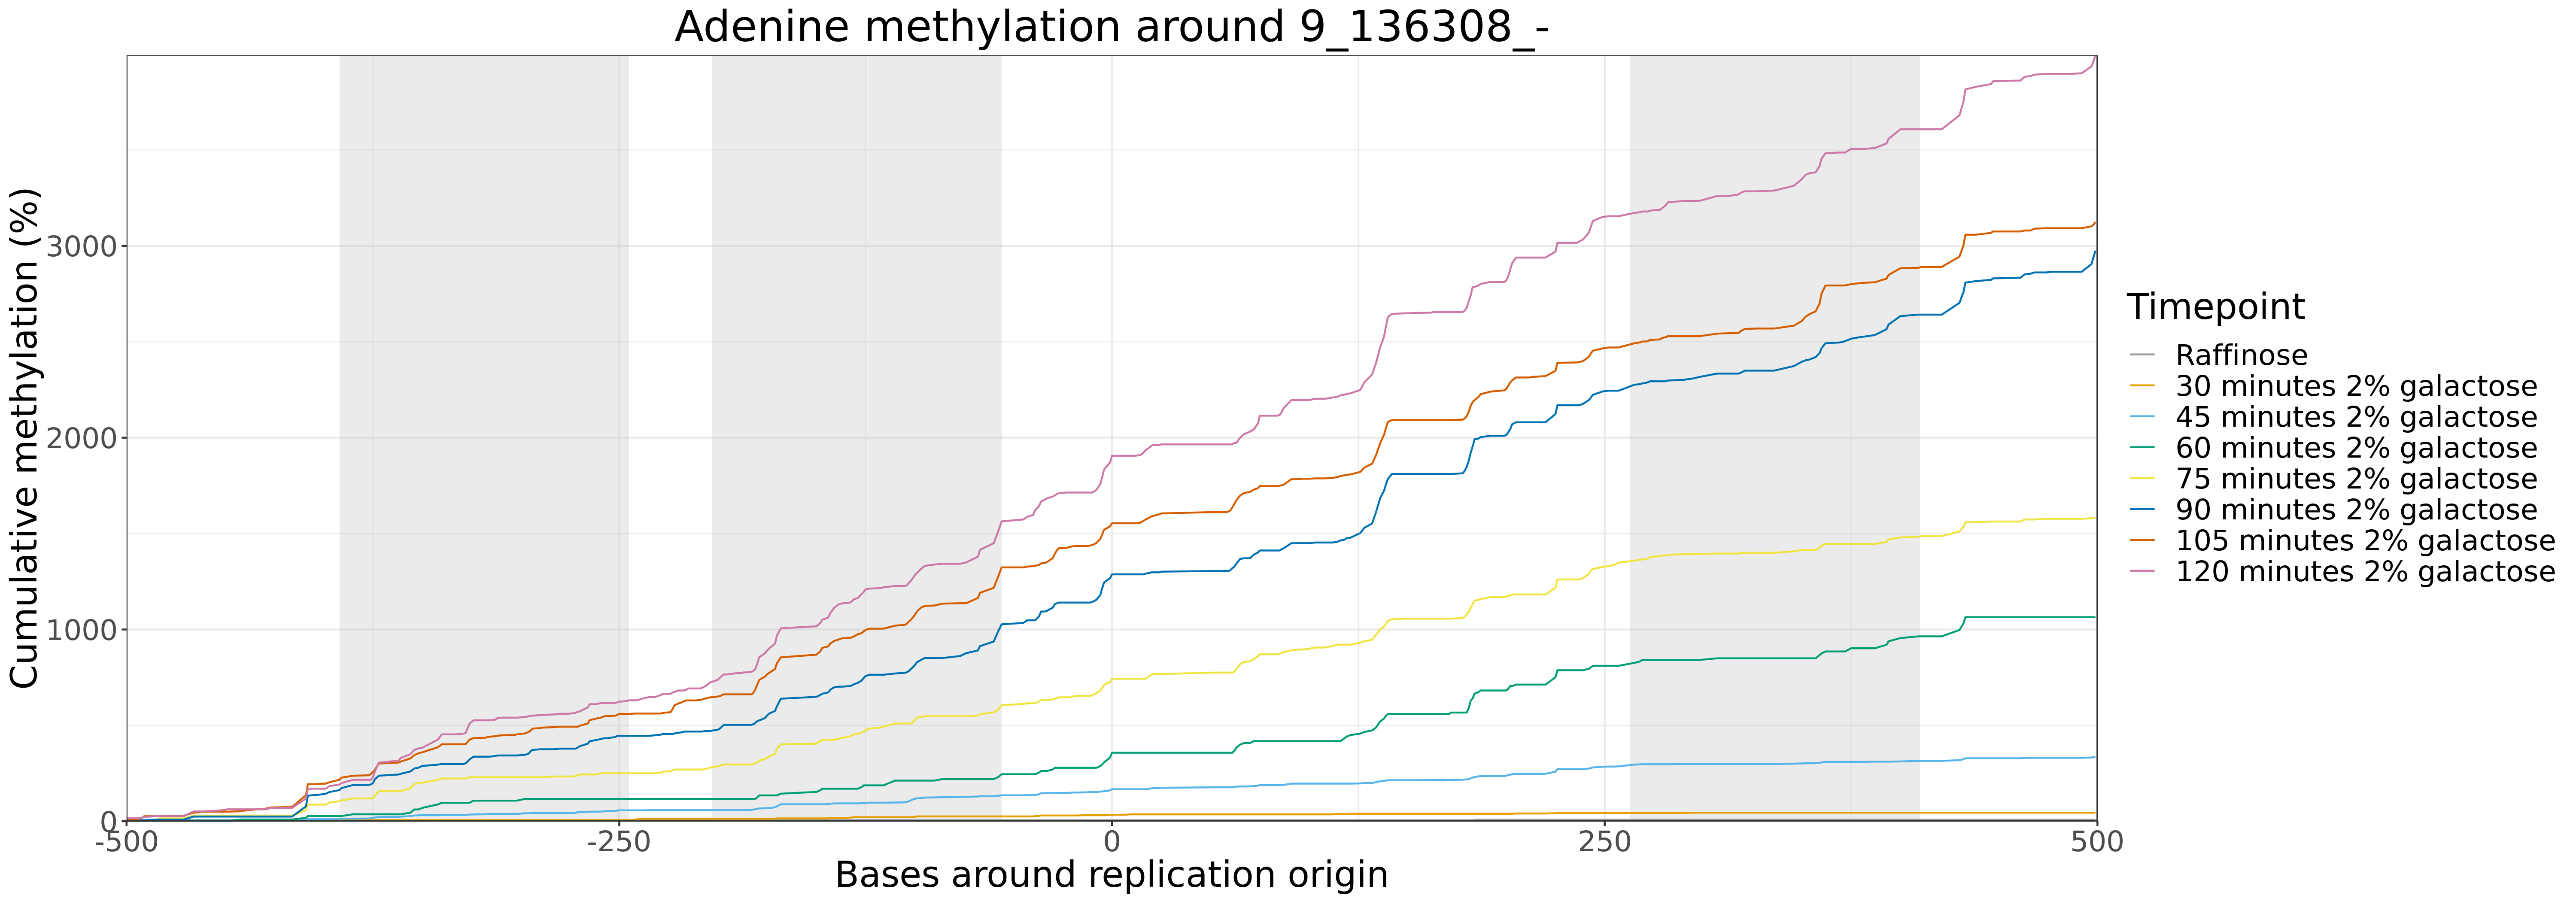 Adenine methylation around 9_136308_-
Cumulative methylation (%)
3000
2000
1000
0
-500
-250
0
250
500
Bases around replication origin
Timepoint
Raffinose
30 minutes 2% galactose
45 minutes 2% galactose
60 minutes 2% galactose
75 minutes 2% galactose
90 minutes 2% galactose
105 minutes 2% galactose
120 minutes 2% galactose